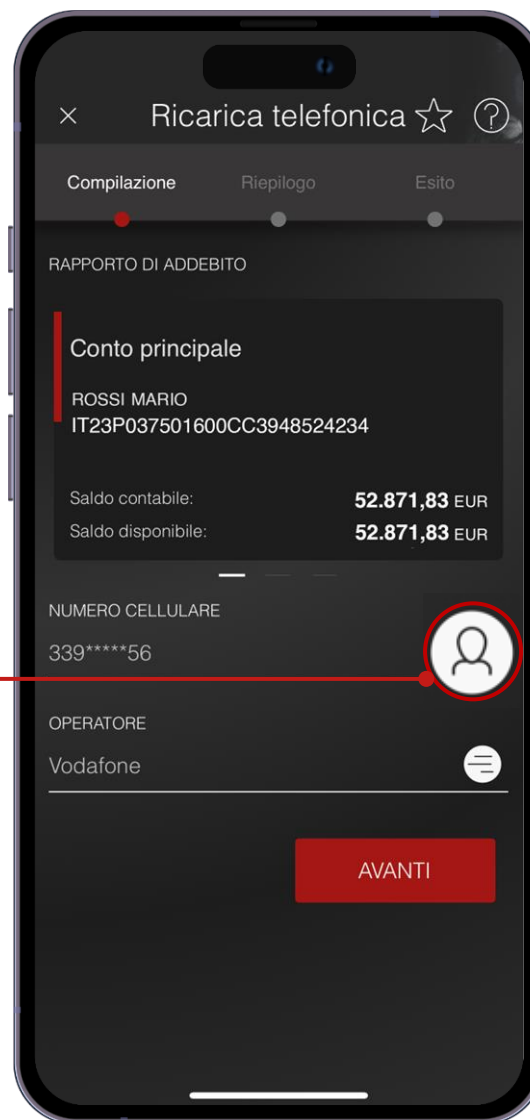 Ricarica telefonica
Compilazione Riepilogo Esito
RAPPORTO DI ADDEBITO
Conto principale
ROSSI MARIO
IT23P037501600CC3948524234
Saldo contabile: 52.871,83 EUR
Saldo disponibile: 52.871,83 EUR
NUMERO CELLULARE
339*****56
OPERATORE
Vodafone
AVANTI